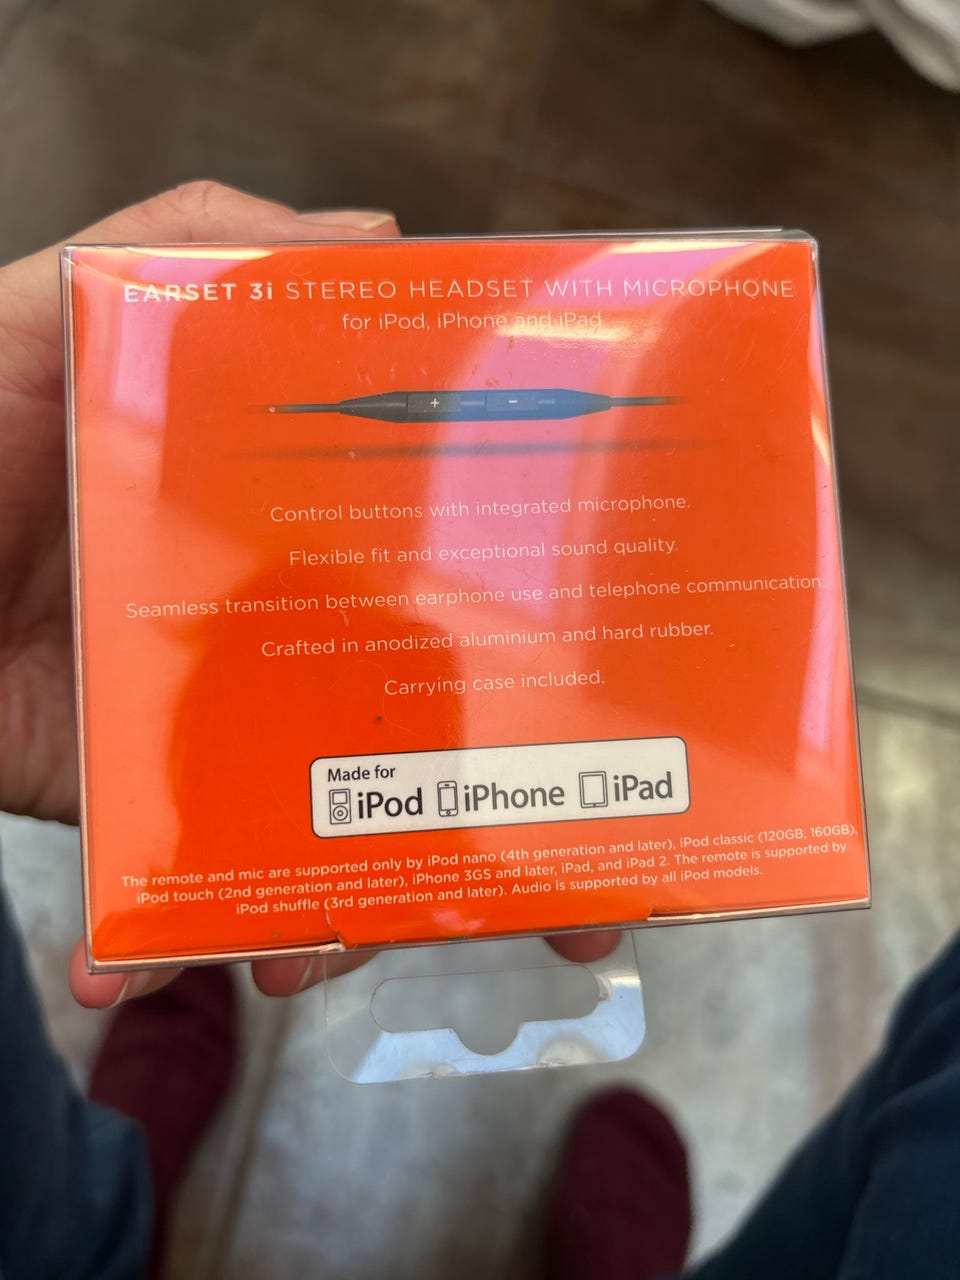 EARSET 3i STEREO HEADSET WITH MICROPHONE
for iPod, iPhone and iPad
+ –
Control buttons with integrated microphone.
Flexible fit and exceptional sound quality.
Seamless transition between earphone use and telephone communication.
Crafted in anodized aluminium and hard rubber.
Carrying case included.
Made for
iPod iPhone iPad
The remote and mic are supported only by iPod nano (4th generation and later), iPod classic (120GB, 160GB),
iPod touch (2nd generation and later), iPhone 3GS and later, iPad, and iPad 2. The remote is supported by
iPod shuffle (3rd generation and later). Audio is supported by all iPod models.